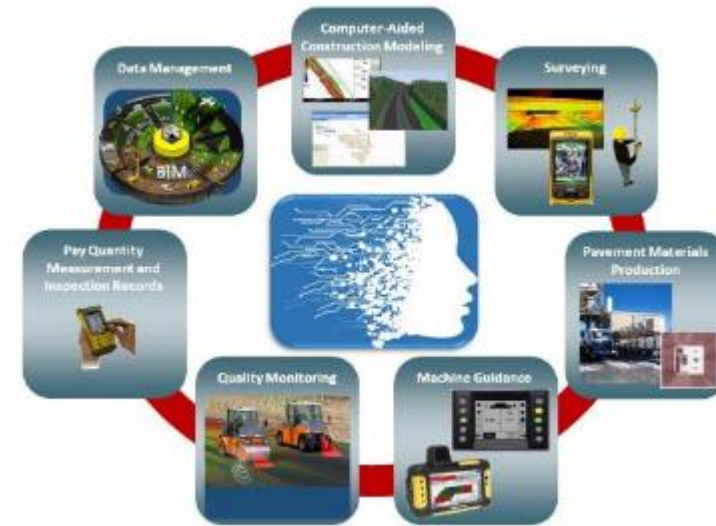 Computer-Aided
Construction Modeling
Data Management
Surveying
BIM
Pay Quantity
Measurement and
Inspection Records
Pavement Materials
Production
Quality Monitoring
Machine Guidance